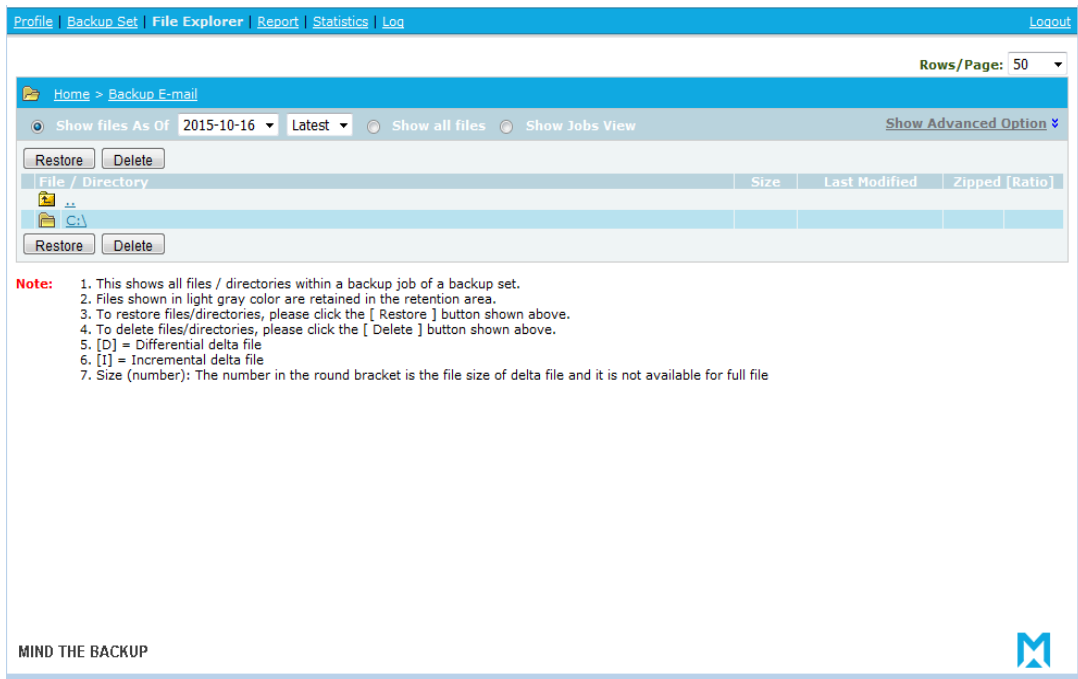 Profile | Backup Set | File Explorer | Report | Statistics | Log Logout
Rows/Page: 50
Home > Backup E-mail
Show files As Of 2015-10-16 Latest Show all files Show Jobs View Show Advanced Option
Restore Delete
File / Directory Size Last Modified Zipped [Ratio]
..
C:\
Restore Delete
Note: 1. This shows all files / directories within a backup job of a backup set.
2. Files shown in light gray color are retained in the retention area.
3. To restore files/directories, please click the [ Restore ] button shown above.
4. To delete files/directories, please click the [ Delete ] button shown above.
5. [D] = Differential delta file
6. [I] = Incremental delta file
7. Size (number): The number in the round bracket is the file size of delta file and it is not available for full file
MIND THE BACKUP